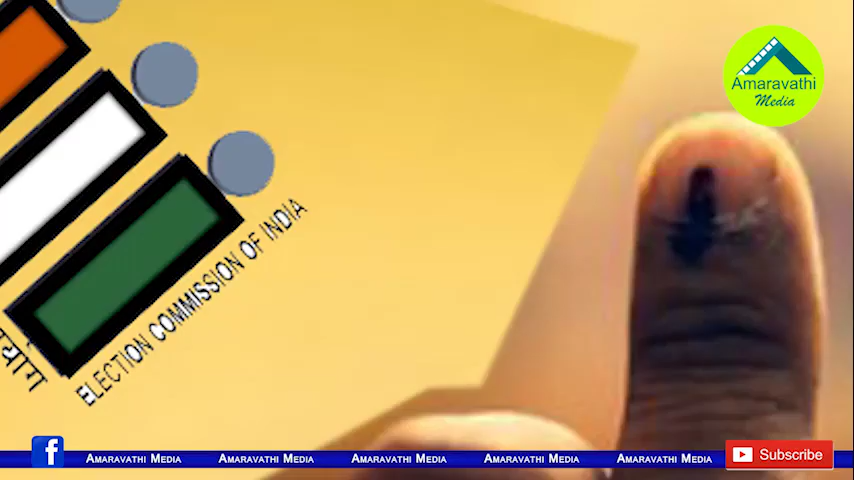 Amaravathi
Media
ELECTION COMMISSION OF INDIA
AMARAVATHI MEDIA AMARAVATHI MEDIA AMARAVATHI MEDIA AMARAVATHI MEDIA AMARAVATHI MEDIA
Subscribe